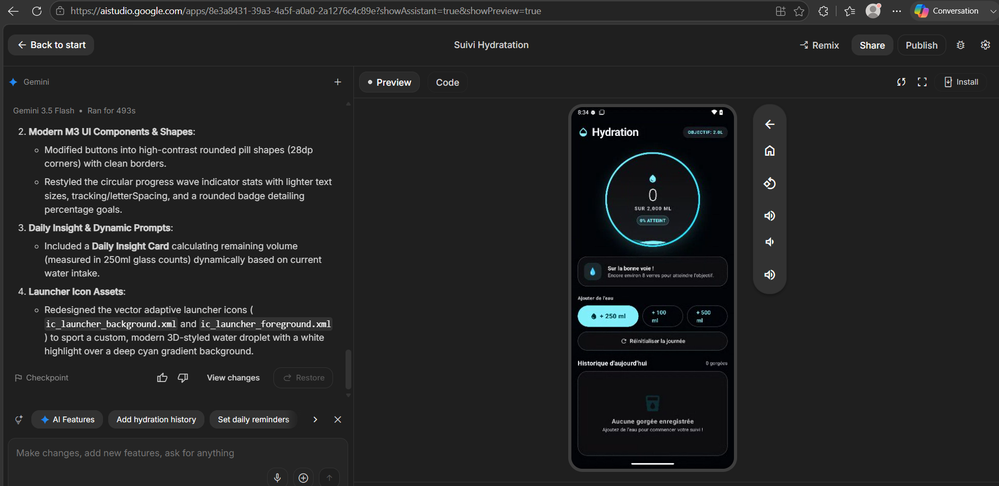 https://aistudio.google.com/apps/8e3a8431-39a3-4a5f-a0a0-2a1276c4c89e?showAssistant=true&showPreview=true
Conversation
Back to start
Suivi Hydratation
Remix
Share
Publish
Gemini
Preview
Code
Install
Gemini 3.5 Flash • Ran for 493s
2. Modern M3 UI Components & Shapes:
Modified buttons into high-contrast rounded pill shapes (28dp
corners) with clean borders.
Restyled the circular progress wave indicator stats with lighter text
sizes, tracking/letterSpacing, and a rounded badge detailing
percentage goals.
3. Daily Insight & Dynamic Prompts:
Included a Daily Insight Card calculating remaining volume
(measured in 250ml glass counts) dynamically based on current
water intake.
4. Launcher Icon Assets:
Redesigned the vector adaptive launcher icons (
ic_launcher_background.xml and ic_launcher_foreground.xml
) to sport a custom, modern 3D-styled water droplet with a white
highlight over a deep cyan gradient background.
Checkpoint
View changes
Restore
AI Features
Add hydration history
Set daily reminders
Make changes, add new features, ask for anything
8:34
Hydration
OBJECTIF: 2.0L
0
SUR 2,000 ML
0% ATTEINT
Sur la bonne voie !
Encore environ 8 verres pour atteindre l'objectif.
Ajouter de l'eau
+ 250 ml
+ 100
ml
+ 500
ml
Réinitialiser la journée
Historique d'aujourd'hui
0 gorgées
Aucune gorgée enregistrée
Ajoutez de l'eau pour commencer votre suivi !